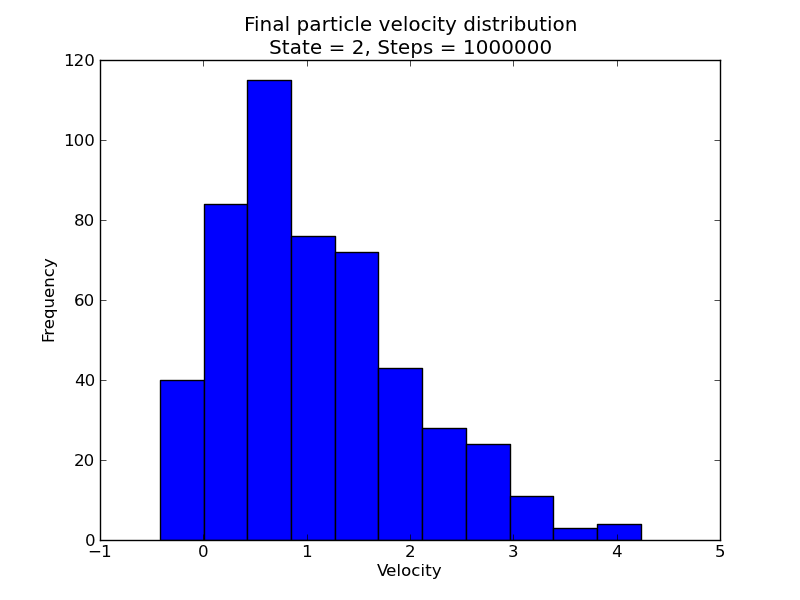 Final particle velocity distribution
State = 2, Steps = 1000000
120
100
80
60
40
20
0
Frequency
−1 0 1 2 3 4 5
Velocity